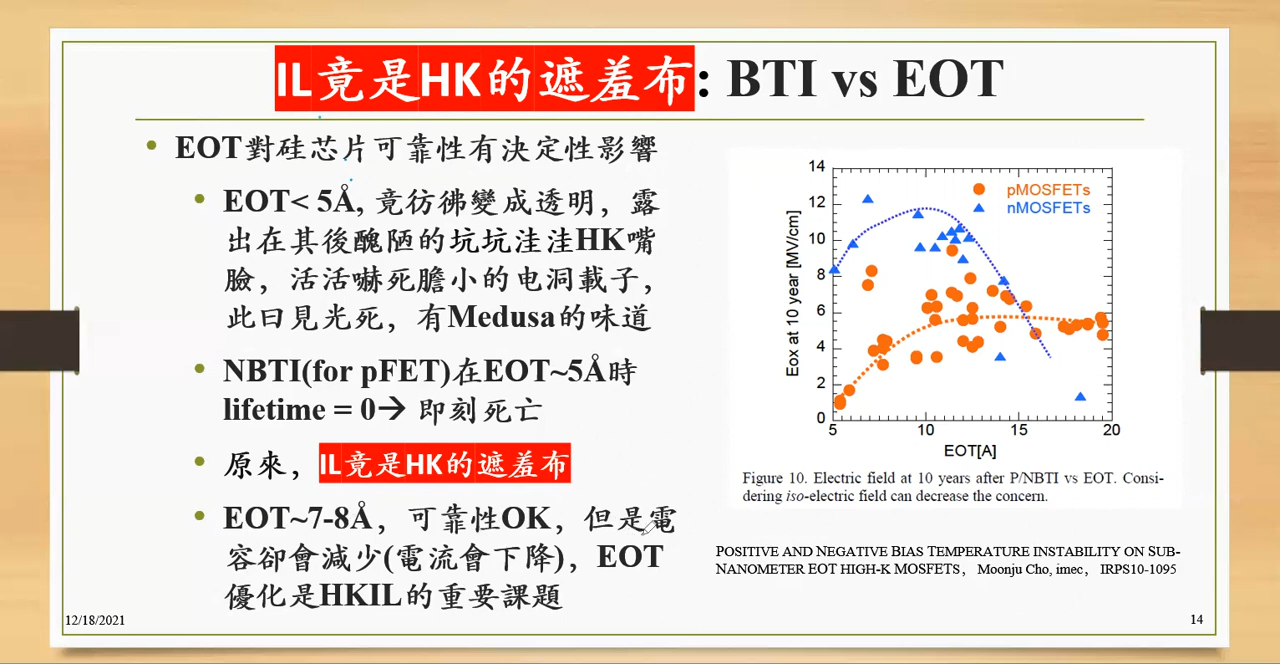 IL竟是HK的遮羞布: BTI vs EOT
• EOT對硅芯片可靠性有決定性影響
• EOT< 5Å, 竟彷彿變成透明，露
出在其後醜陋的坑坑洼洼HK嘴
臉，活活嚇死膽小的电洞載子，
此曰見光死，有Medusa的味道
• NBTI(for pFET)在EOT~5Å時
lifetime = 0→ 即刻死亡
• 原來，IL竟是HK的遮羞布
• EOT~7-8Å，可靠性OK，但是電
容卻會減少(電流會下降)，EOT
優化是HKIL的重要課題
14
12
10
8
6
4
2
0
Eox at 10 year [MV/cm]
pMOSFETs
nMOSFETs
5 10 15 20
EOT[A]
Figure 10. Electric field at 10 years after P/NBTI vs EOT. Consi-
dering iso-electric field can decrease the concern.
POSITIVE AND NEGATIVE BIAS TEMPERATURE INSTABILITY ON SUB-
NANOMETER EOT HIGH-K MOSFETS， Moonju Cho, imec， IRPS10-1095
12/18/2021
14